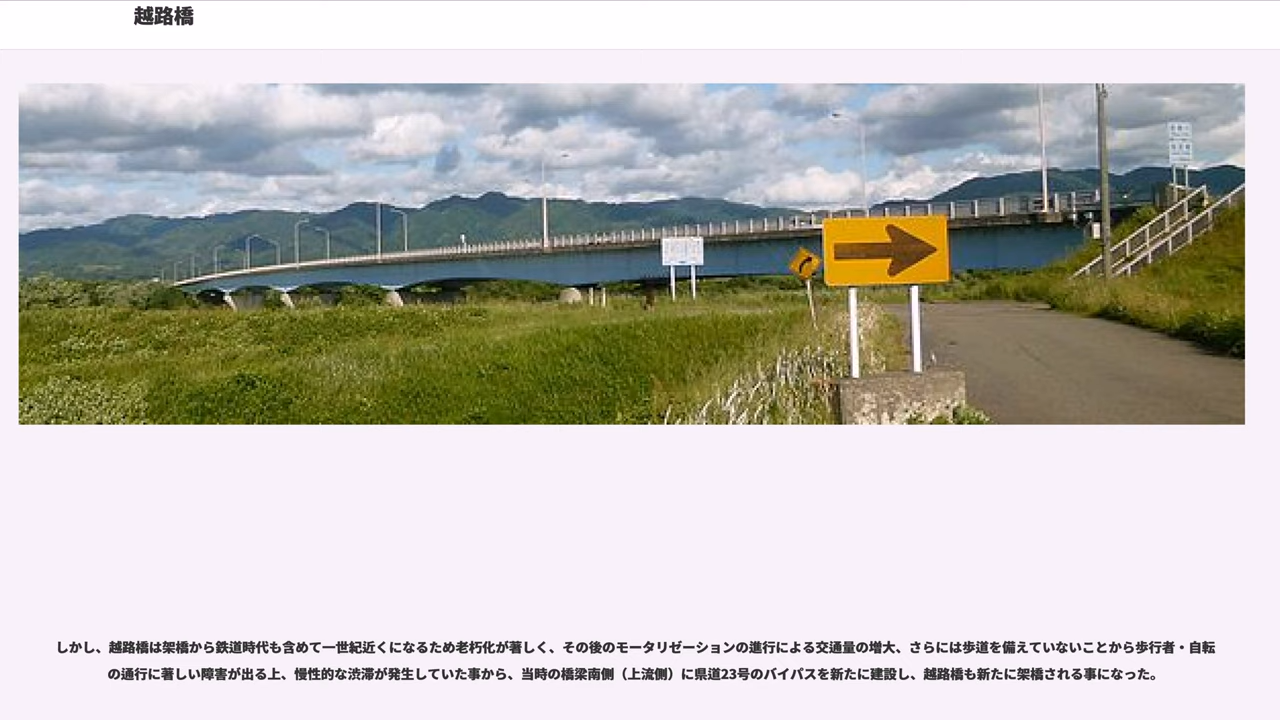 越路橋
しかし、越路橋は架橋から鉄道時代も含めて一世紀近くになるため老朽化が著しく、その後のモータリゼーションの進行による交通量の増大、さらには歩道を備えていないことから歩行者・自転
の通行に著しい障害が出る上、慢性的な渋滞が発生していた事から、当時の橋梁南側（上流側）に県道23号のバイパスを新たに建設し、越路橋も新たに架橋される事になった。